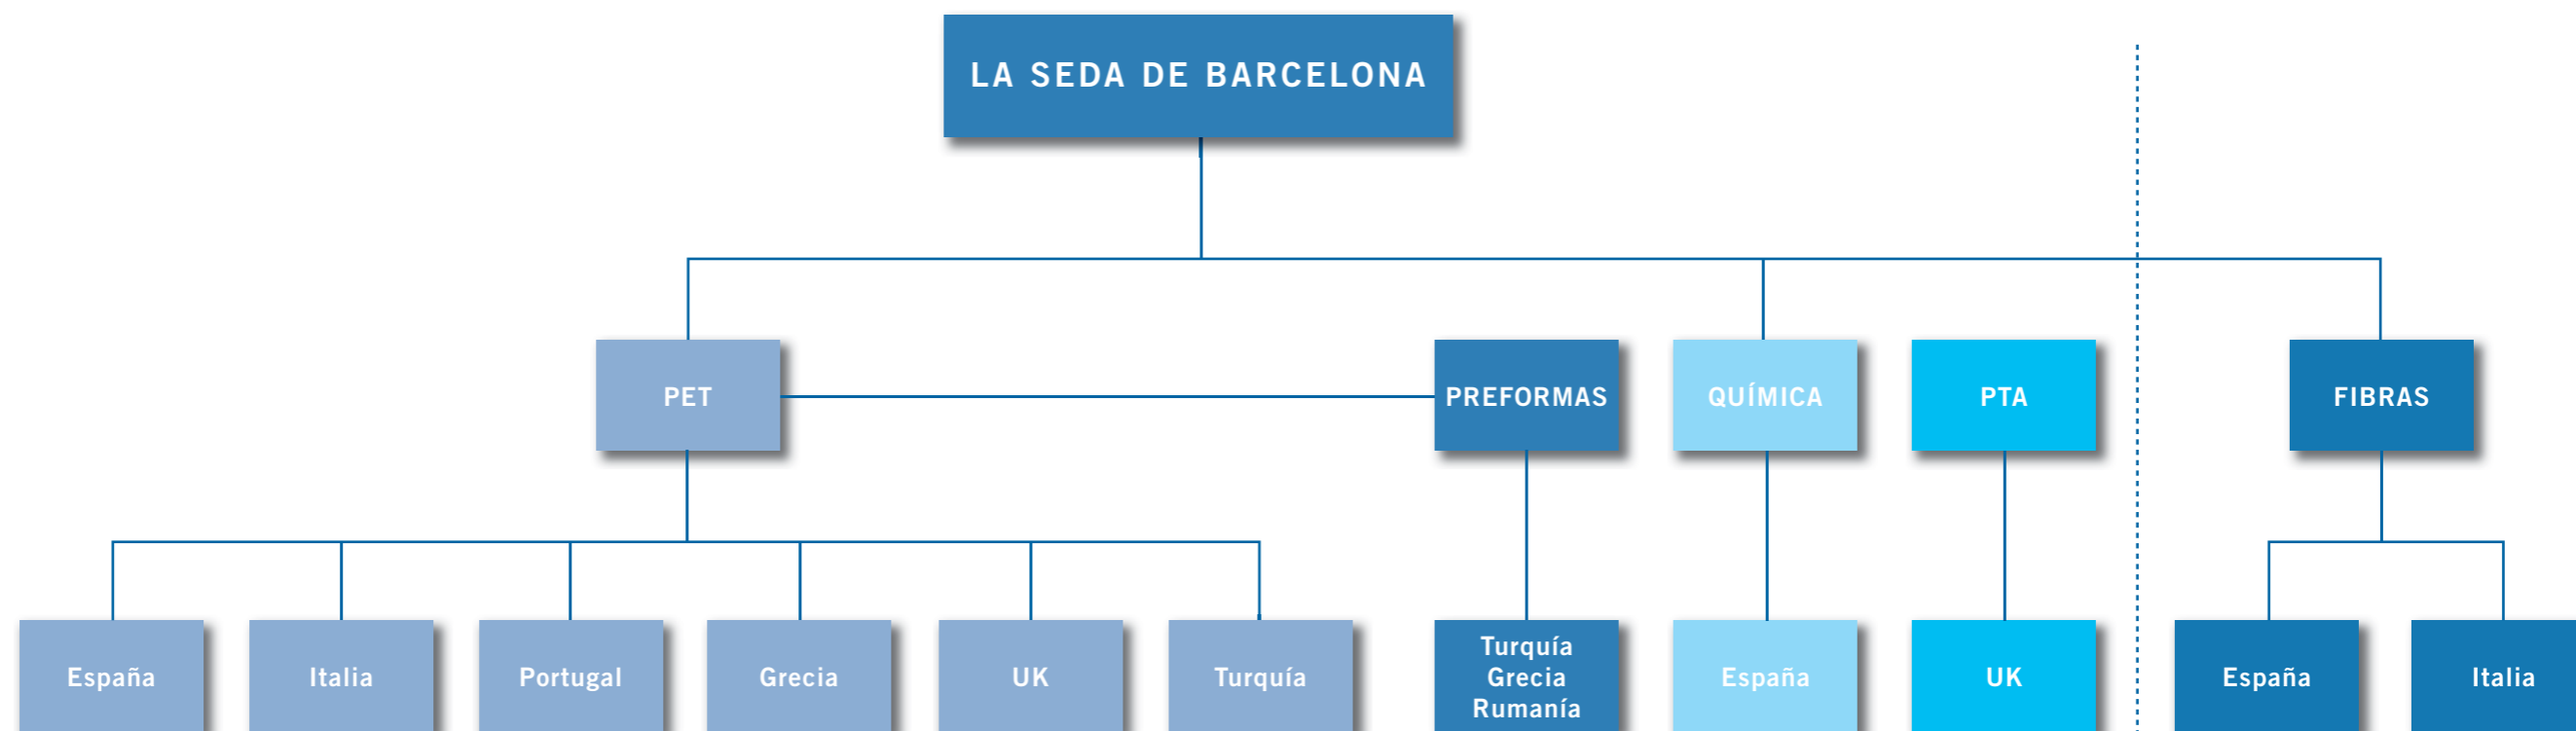 LA SEDA DE BARCELONA
PET
PREFORMAS
QUÍMICA
PTA
FIBRAS
España
Italia
Portugal
Grecia
UK
Turquía
Turquía
Grecia
Rumanía
España
UK
España
Italia